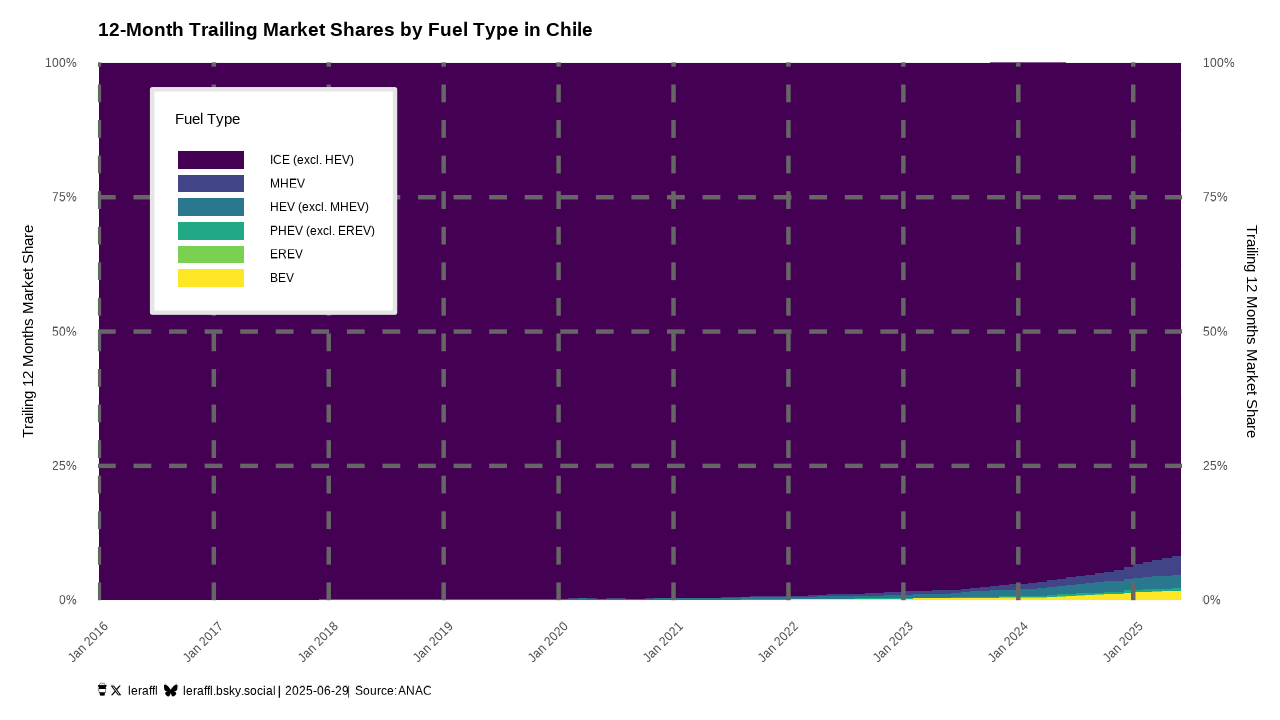 12-Month Trailing Market Shares by Fuel Type in Chile
100%
75%
50%
25%
0%
Trailing 12 Months Market Share
Fuel Type
ICE (excl. HEV)
MHEV
HEV (excl. MHEV)
PHEV (excl. EREV)
EREV
BEV
100%
75%
50%
25%
0%
Trailing 12 Months Market Share
Jan 2016
Jan 2017
Jan 2018
Jan 2019
Jan 2020
Jan 2021
Jan 2022
Jan 2023
Jan 2024
Jan 2025
leraffl leraffl.bsky.social | 2025-06-29| Source:ANAC